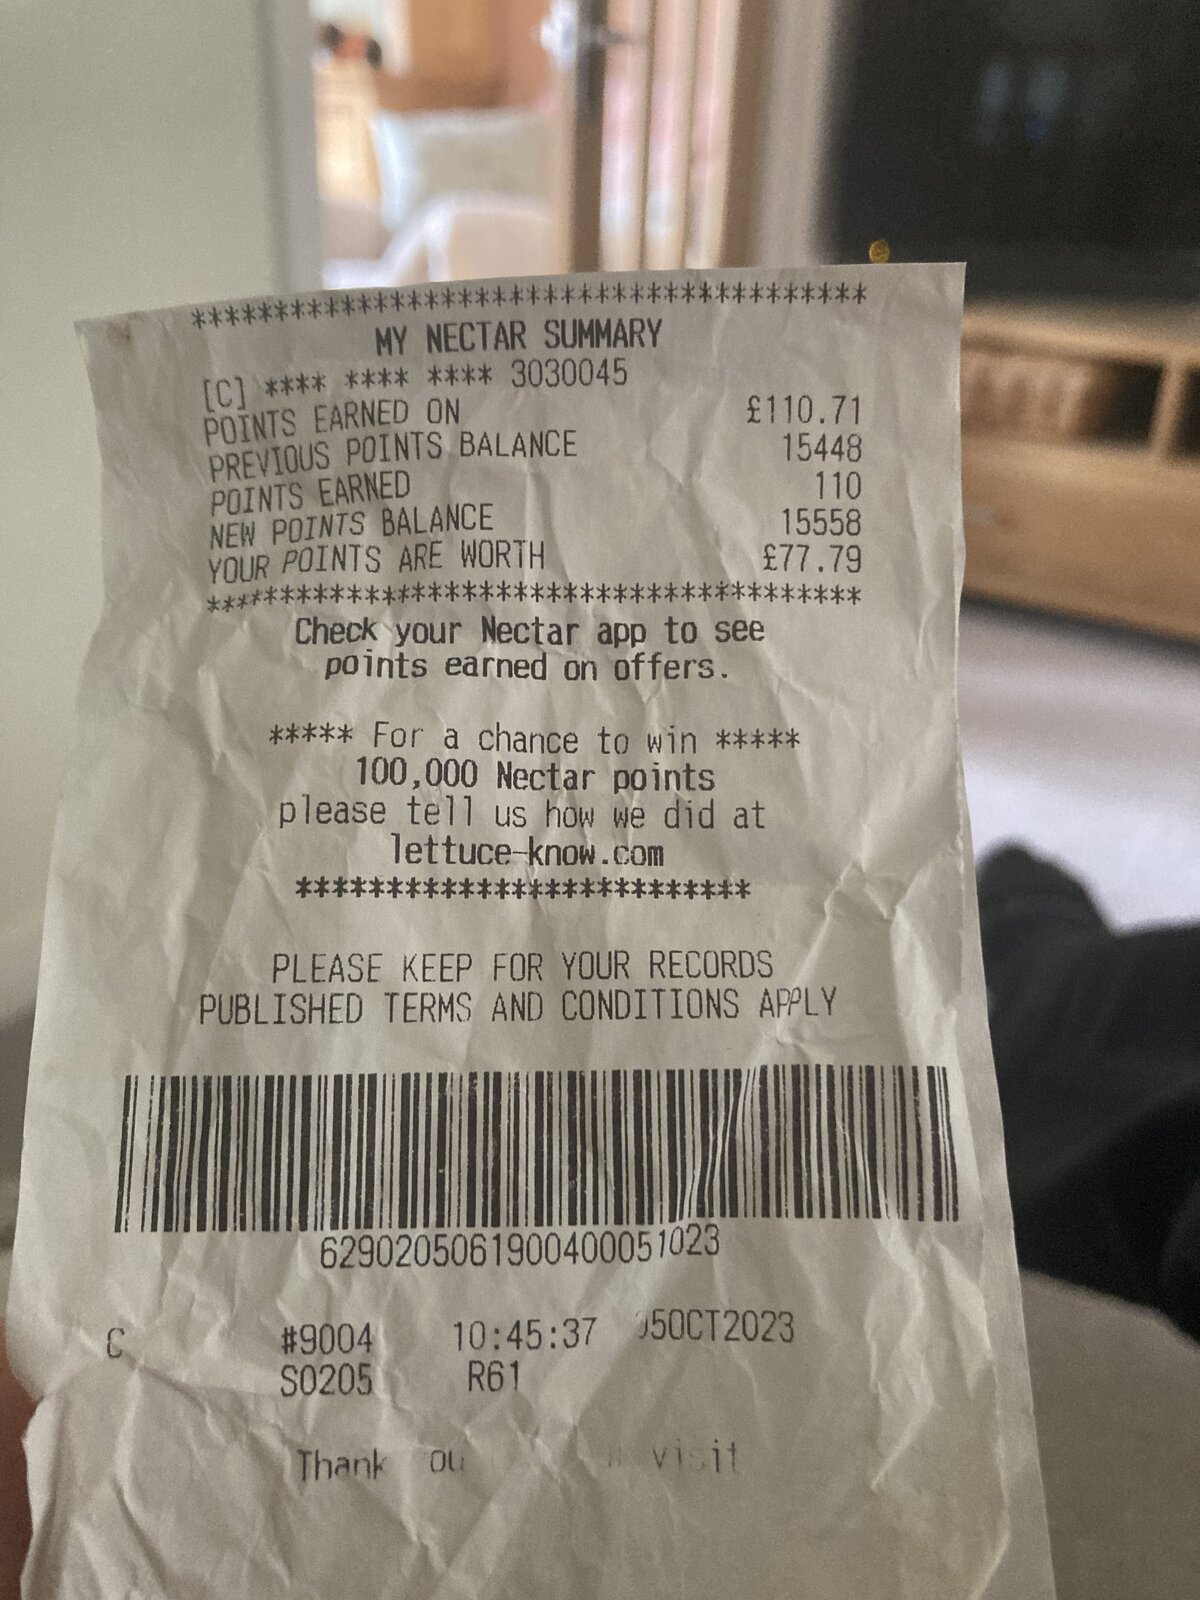 **************************************
MY NECTAR SUMMARY
[C] **** **** **** 3030045
POINTS EARNED ON £110.71
PREVIOUS POINTS BALANCE 15448
POINTS EARNED 110
NEW POINTS BALANCE 15558
YOUR POINTS ARE WORTH £77.79
**************************************
Check your Nectar app to see
points earned on offers.
***** For a chance to win *****
100,000 Nectar points
please tell us how we did at
lettuce-know.com
**************************
PLEASE KEEP FOR YOUR RECORDS
PUBLISHED TERMS AND CONDITIONS APPLY
6290205061900400051023
C #9004 10:45:37 05OCT2023
S0205 R61
Thank visit